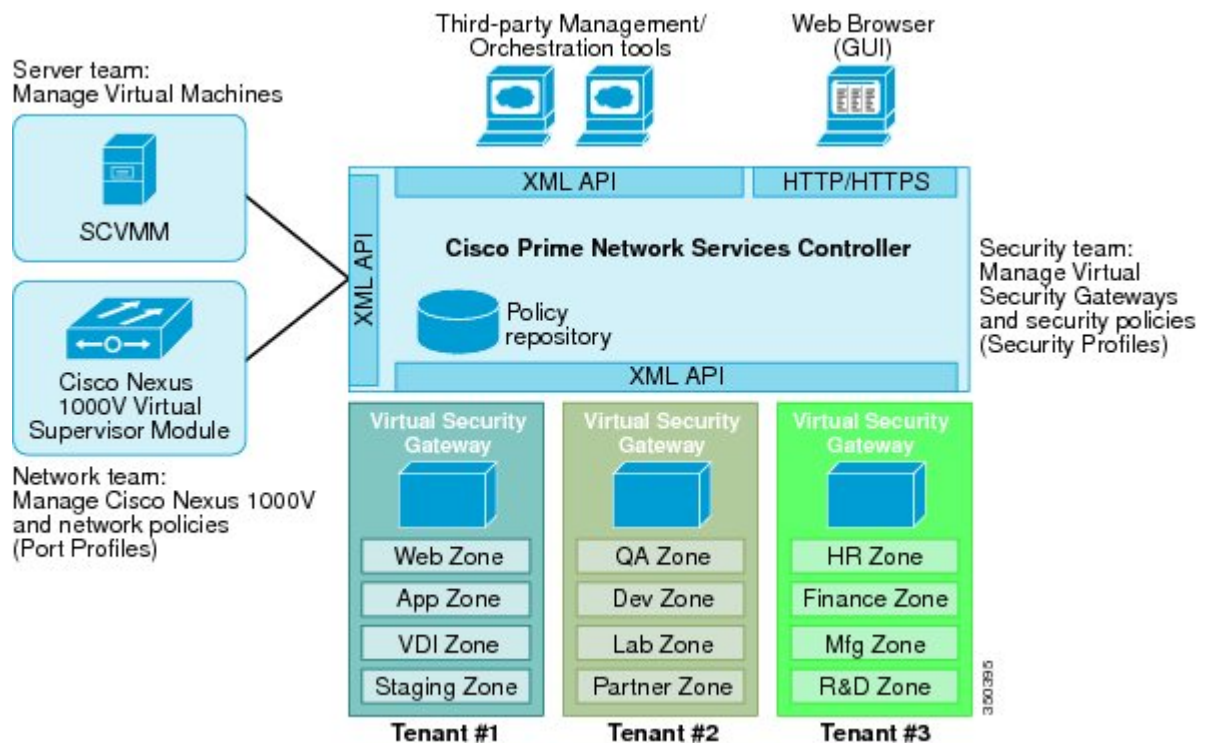 Third-party Management/
Orchestration tools
Web Browser
(GUI)
Server team:
Manage Virtual Machines
SCVMM
Cisco Nexus
1000V Virtual
Supervisor Module
Network team:
Manage Cisco Nexus 1000V
and network policies
(Port Profiles)
XML API
HTTP/HTTPS
XML API
Cisco Prime Network Services Controller
Policy
repository
XML API
Security team:
Manage Virtual
Security Gateways
and security policies
(Security Profiles)
Virtual Security
Gateway
Web Zone
App Zone
VDI Zone
Staging Zone
Tenant #1
Virtual Security
Gateway
QA Zone
Dev Zone
Lab Zone
Partner Zone
Tenant #2
Virtual Security
Gateway
HR Zone
Finance Zone
Mfg Zone
R&D Zone
Tenant #3
350395